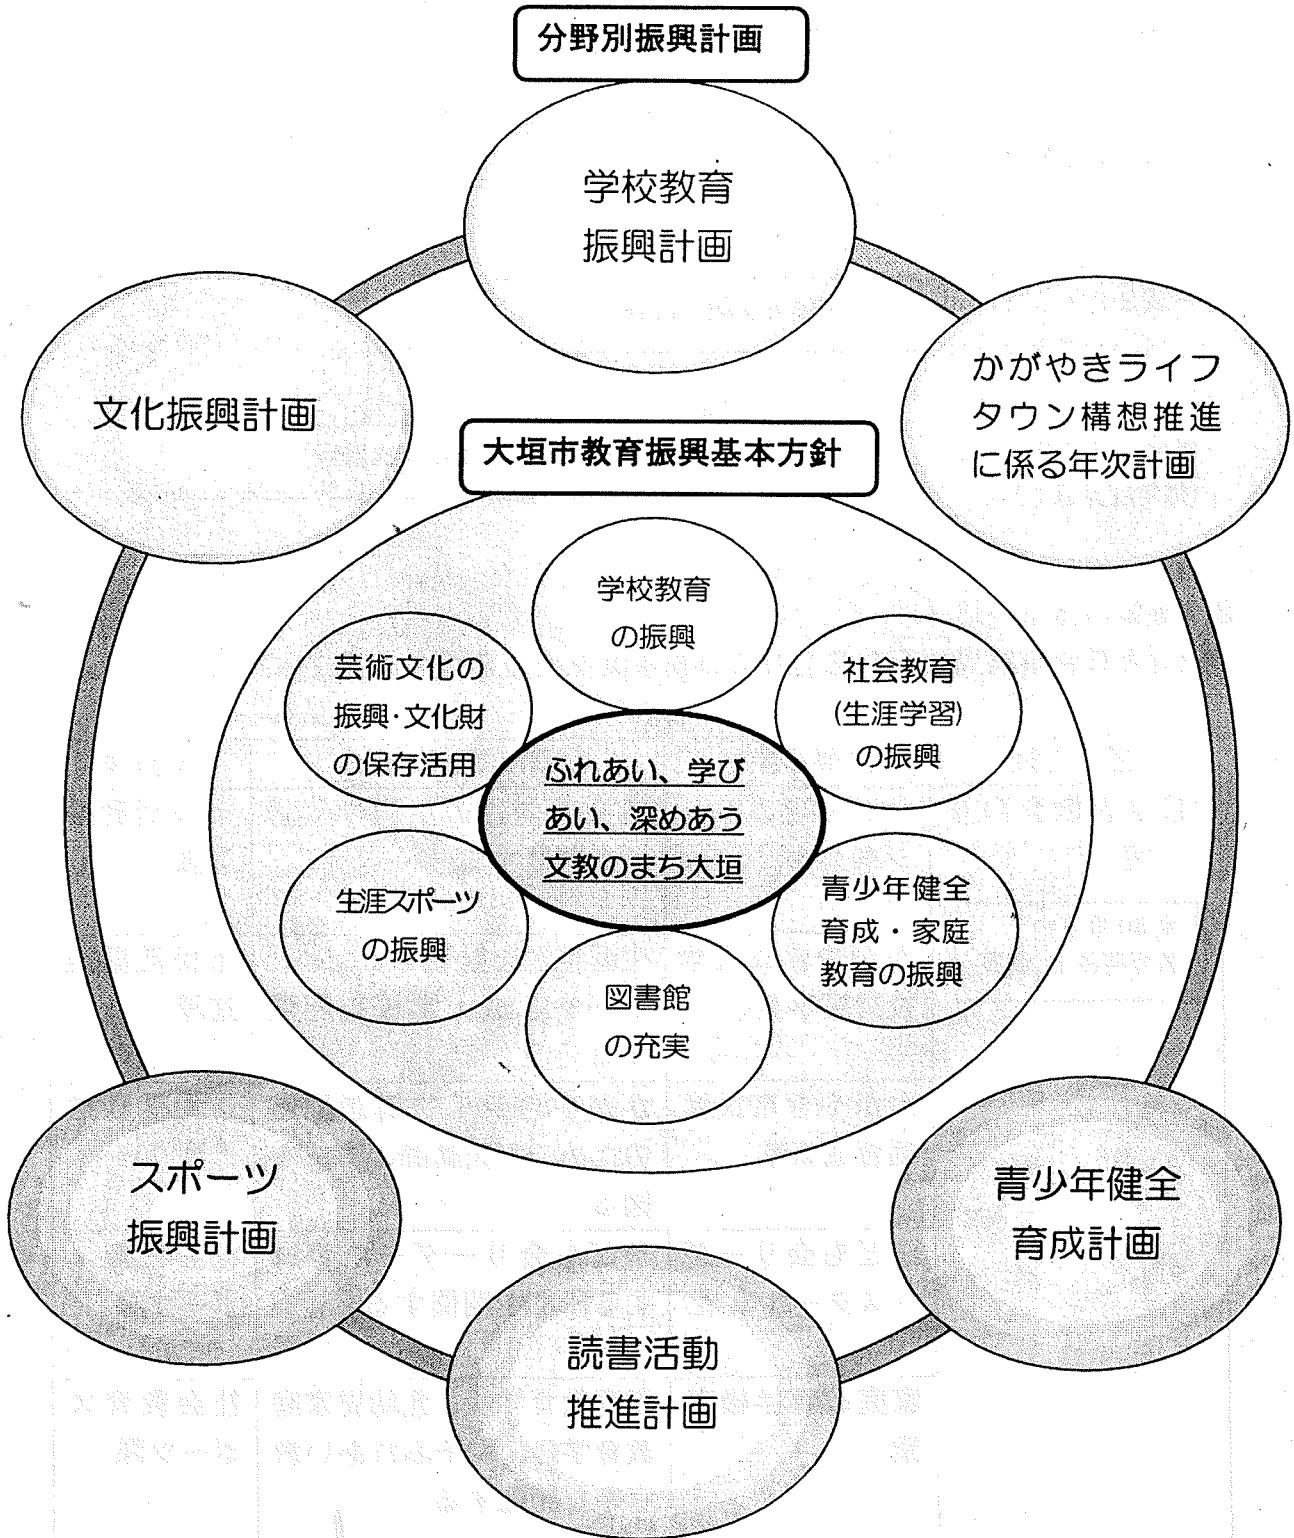 分野別振興計画
学校教育
振興計画
文化振興計画
かがやきライフ
タウン構想推進
に係る年次計画
大垣市教育振興基本方針
学校教育
の振興
芸術文化の
振興・文化財
の保存活用
社会教育
(生涯学習)
の振興
ふれあい、学び
あい、深めあう
文教のまち大垣
生涯スポーツ
の振興
青少年健全
育成・家庭
教育の振興
図書館
の充実
スポーツ
振興計画
青少年健全
育成計画
読書活動
推進計画